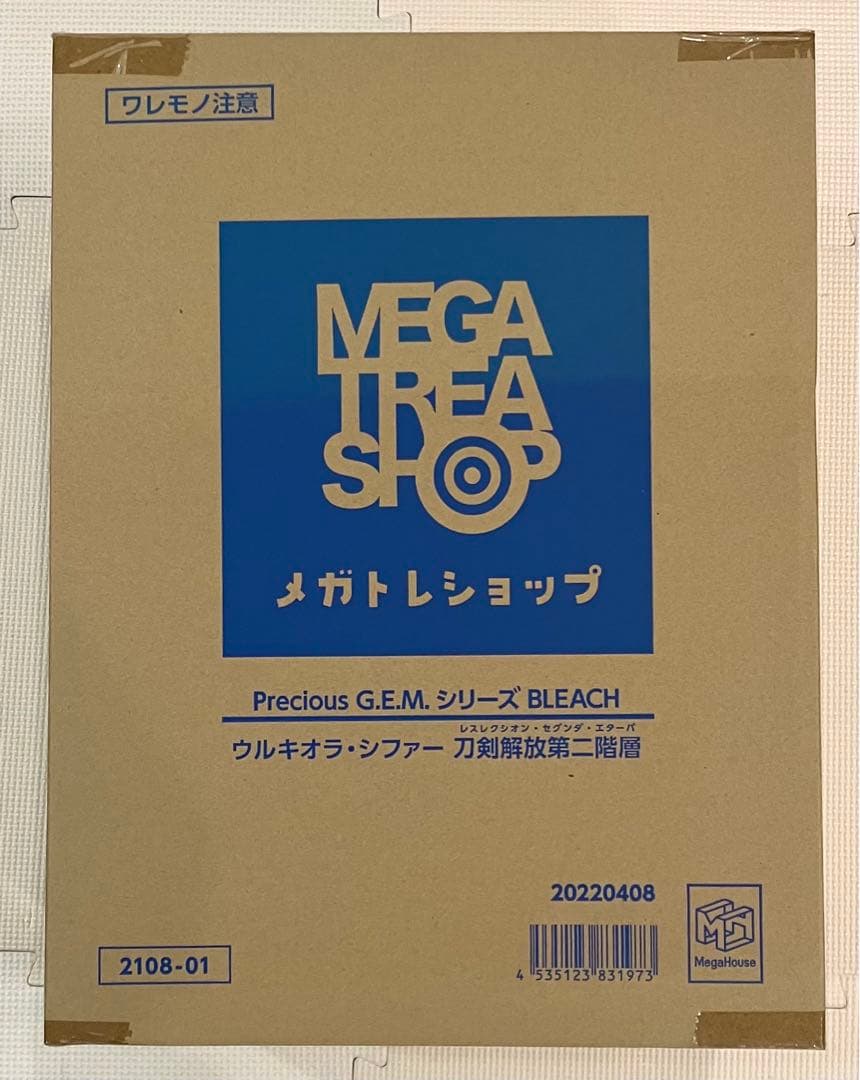 ワレモノ注意
MEGA
TREA
SHOP
メガトレショップ
Precious G.E.M. シリーズ BLEACH
レスレクシオン・セグンダ・エターパ
ウルキオラ・シファー 刀剣解放第二階層
20220408
4 535123 831973
MegaHouse
2108-01